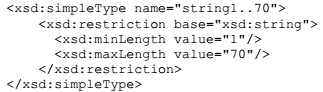 <xsd:simpleType name="string1..70">
    <xsd:restriction base="xsd:string">
      <xsd:minLength value="1"/>
      <xsd:maxLength value="70"/>
    </xsd:restriction>
</xsd:simpleType>